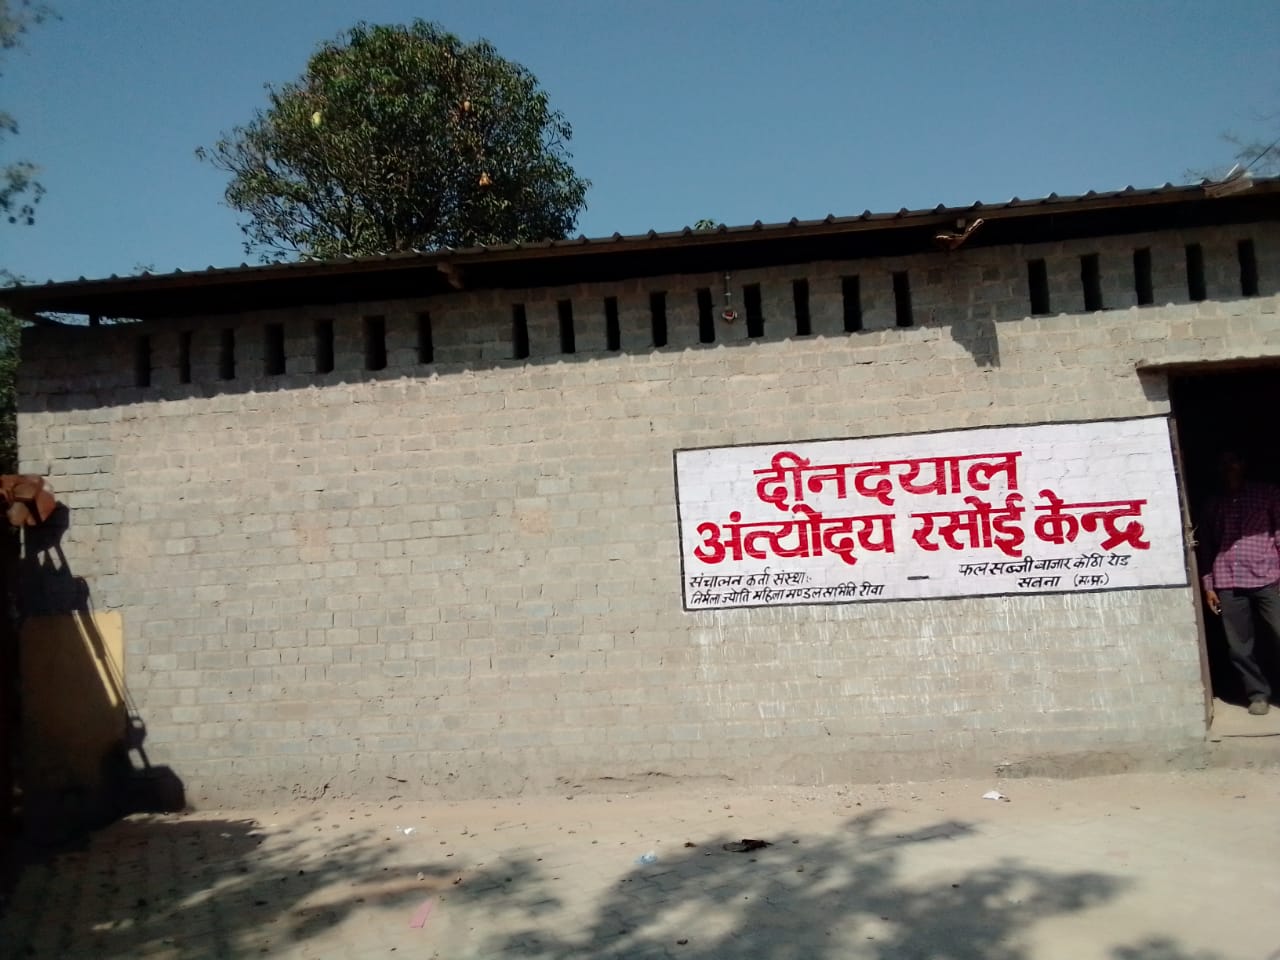 दीनदयाल
अंत्योदय रसोई केन्द्र
संचालन कर्ता संस्था:-
निर्मला ज्योति महिला मण्डल समिति रीवा
फल सब्जी बाजार कोठी रोड
सतना (म.प्र.)